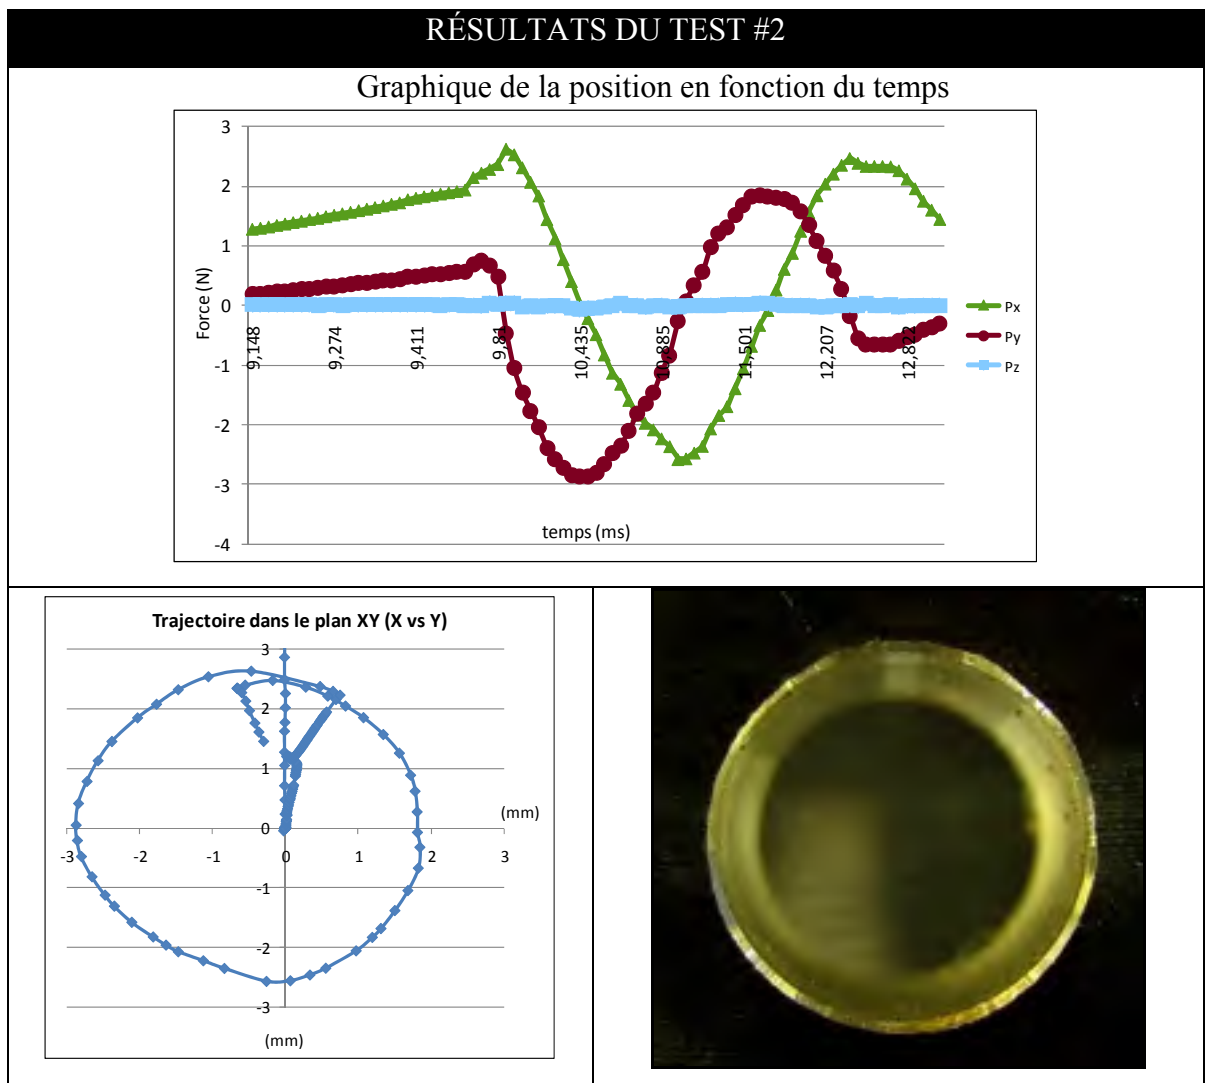 RÉSULTATS DU TEST #2
Graphique de la position en fonction du temps
3
2
1
0
-1
-2
-3
-4
Force (N)
9,148
9,274
9,411
10,435
10,885
11,501
12,207
12,822
temps (ms)
Px
Py
Pz
Trajectoire dans le plan XY (X vs Y)
3
2
1
(mm)
0
-3 -2 -1 0 1 2 3
-1
-2
-3
(mm)